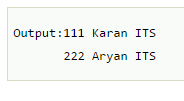 Output:111 Karan ITS
222 Aryan ITS